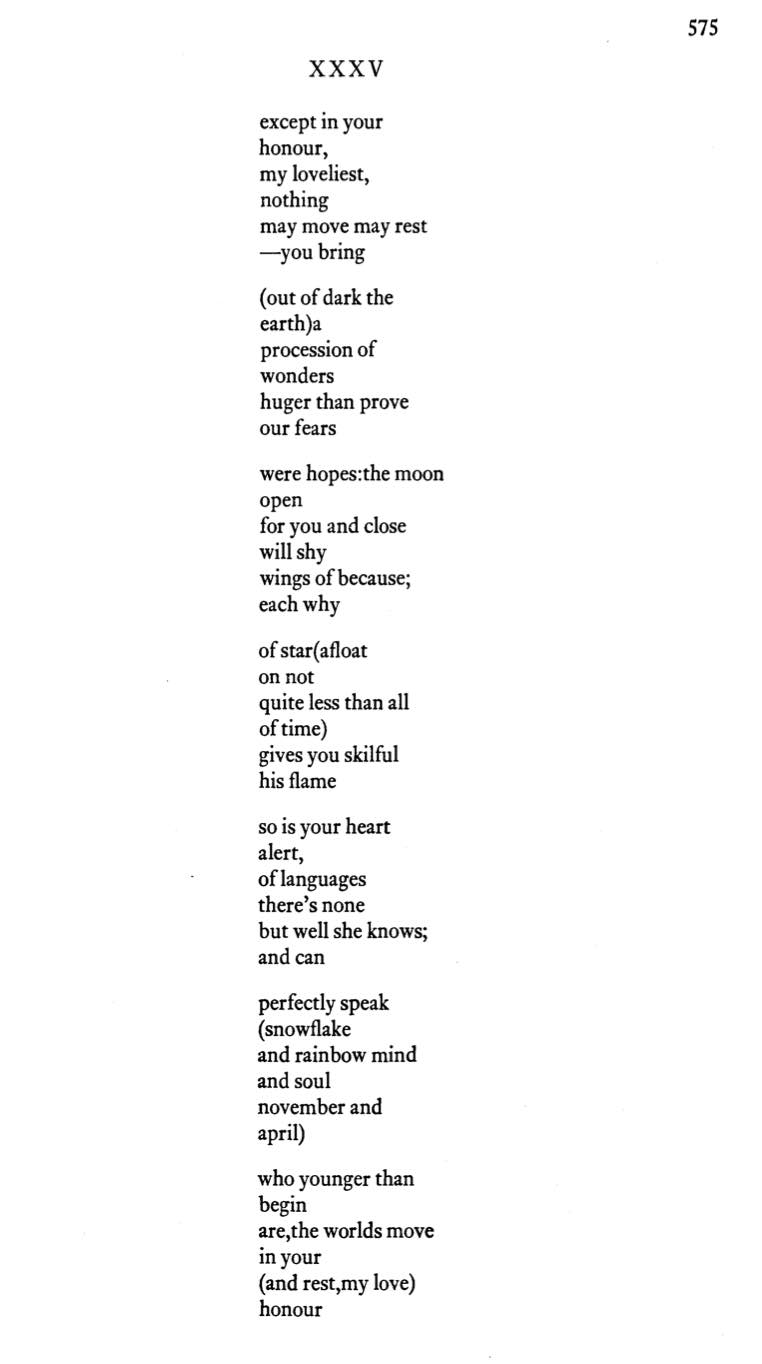 575
XXXV
except in your
honour,
my loveliest,
nothing
may move may rest
—you bring
(out of dark the
earth)a
procession of
wonders
huger than prove
our fears
were hopes:the moon
open
for you and close
will shy
wings of because;
each why
of star(afloat
on not
quite less than all
of time)
gives you skilful
his flame
so is your heart
alert,
of languages
there's none
but well she knows;
and can
perfectly speak
(snowflake
and rainbow mind
and soul
november and
april)
who younger than
begin
are,the worlds move
in your
(and rest,my love)
honour